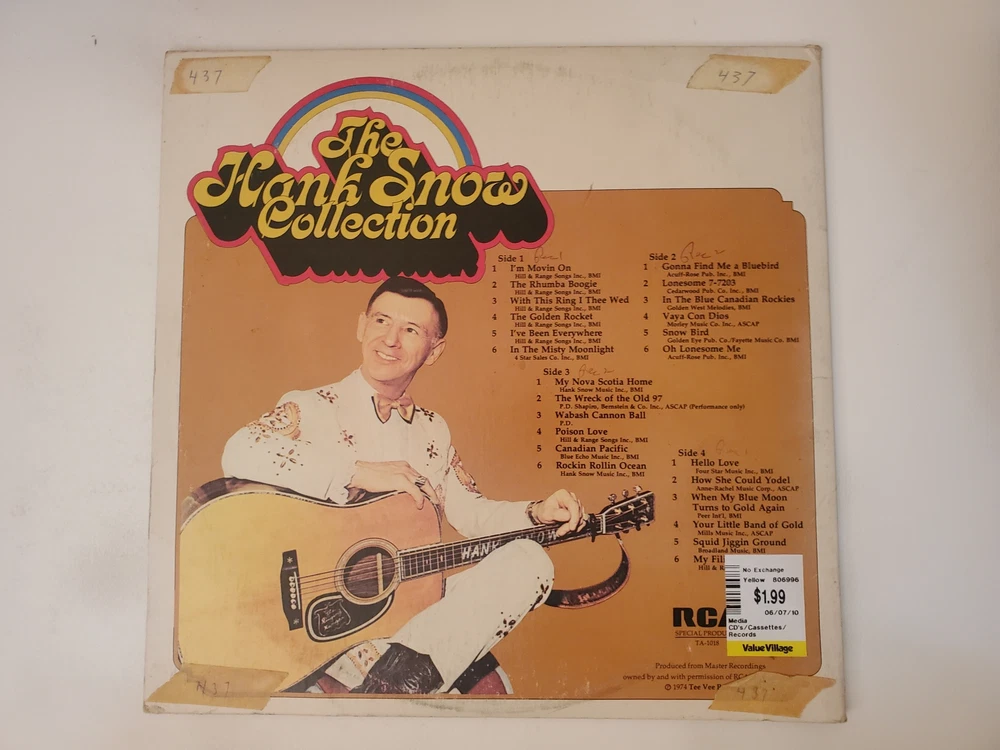 437
437
The
Hank Snow
Collection
Side 1
1 I'm Movin On
Hill & Range Songs Inc., BMI
2 The Rhumba Boogie
Hill & Range Songs Inc., BMI
3 With This Ring I Thee Wed
Hill & Range Songs Inc., BMI
4 The Golden Rocket
Hill & Range Songs Inc., BMI
5 I've Been Everywhere
Hill & Range Songs Inc., BMI
6 In The Misty Moonlight
4 Star Sales Co. Inc., BMI
Side 2
1 Gonna Find Me a Bluebird
Acuff-Rose Pub. Inc., BMI
2 Lonesome 7-7203
Cedarwood Pub. Co. Inc., BMI
3 In The Blue Canadian Rockies
Golden West Melodies, BMI
4 Vaya Con Dios
Morley Music Co. Inc., ASCAP
5 Snow Bird
Golden Eye Pub. Co./Fayette Music Co. BMI
6 Oh Lonesome Me
Acuff-Rose Pub. Inc., BMI
Side 3
1 My Nova Scotia Home
Hank Snow Music Inc., BMI
2 The Wreck of the Old 97
P.D. Shapiro, Bernstein & Co. Inc., ASCAP (Performance only)
3 Wabash Cannon Ball
P.D.
4 Poison Love
Hill & Range Songs Inc., BMI
5 Canadian Pacific
Blue Echo Music Inc., BMI
6 Rockin Rollin Ocean
Hank Snow Music Inc., BMI
Side 4
1 Hello Love
Four Star Music Inc., BMI
2 How She Could Yodel
Anne-Rachel Music Corp., ASCAP
3 When My Blue Moon
Turns to Gold Again
Peer Int'l, BMI
4 Your Little Band of Gold
Mills Music Inc., ASCAP
5 Squid Jiggin Ground
Broadland Music, BMI
6 My
Hill &
HANK SNOW
No Exchange
Yellow 806996
$1.99
06/07/10
Media
CD's/Cassettes/
Records
Value Village
RCA
SPECIAL
TA-1018
Produced from Master Recordings
owned by and with permission of
℗ 1974 Tee Vee
437
437